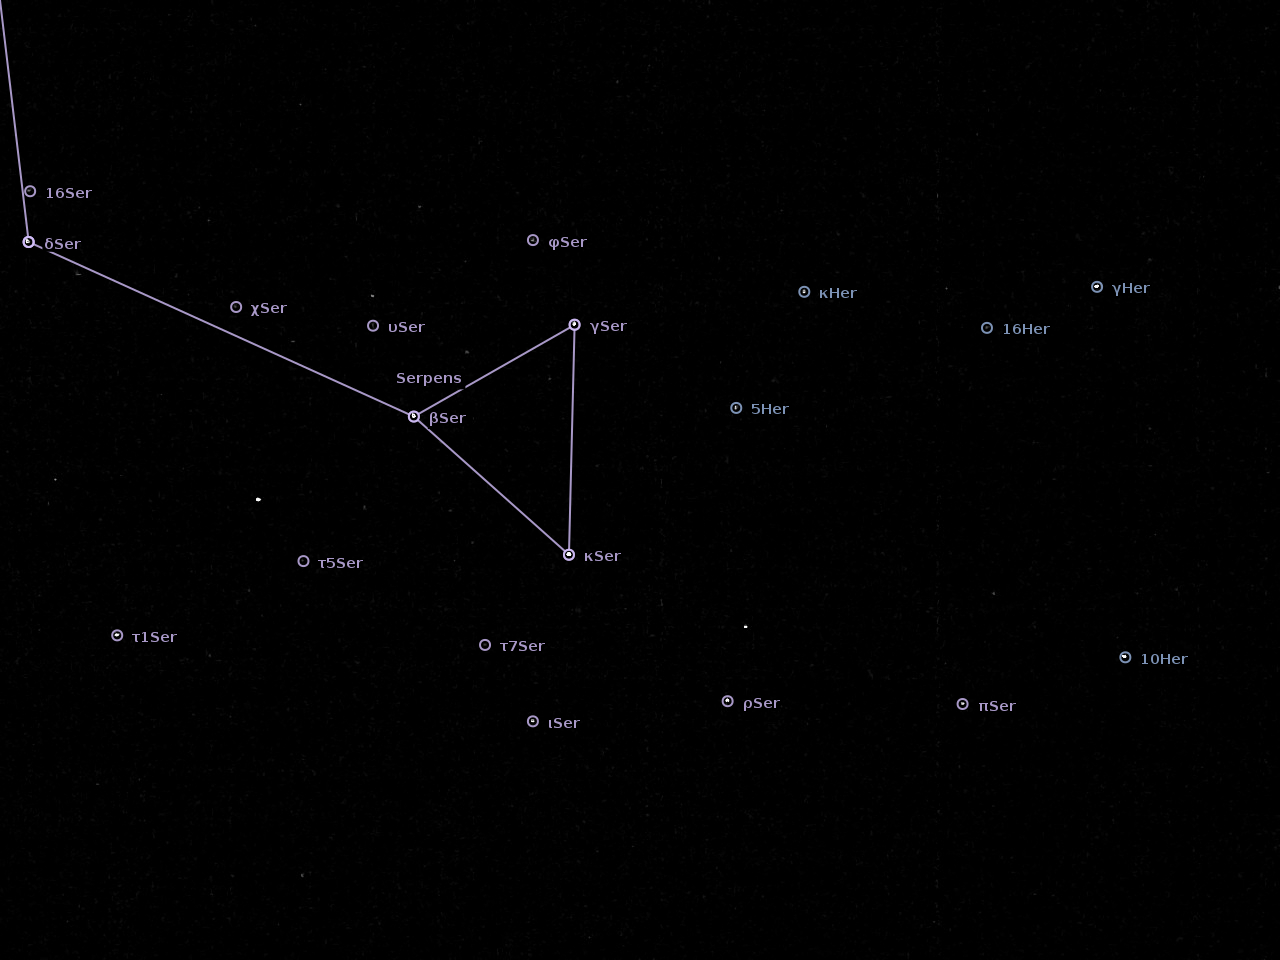 16Ser
δSer
φSer
γHer
κHer
χSer
υSer
γSer
16Her
Serpens
5Her
βSer
κSer
τ5Ser
τ1Ser
τ7Ser
10Her
ρSer
πSer
ιSer